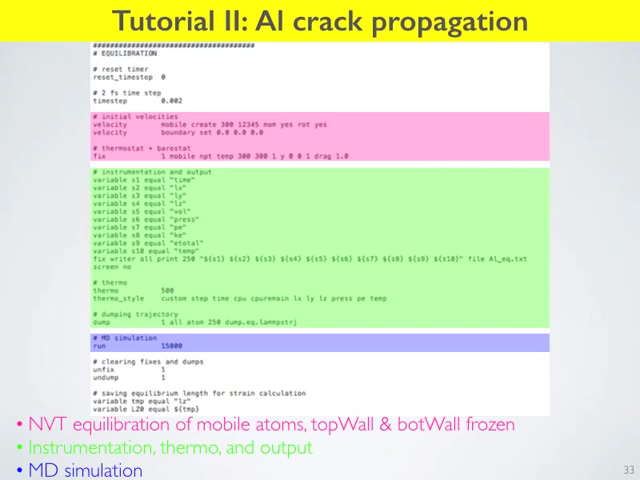 Tutorial II: Al crack propagation
######################################
# EQUILIBRATION
# reset timer
reset_timestep 0
# 2 fs time step
timestep 0.002
# initial velocities
velocity mobile create 300 12345 mom yes rot yes
velocity boundary set 0.0 0.0 0.0
# thermostat + barostat
fix 1 mobile npt temp 300 300 1 y 0 0 1 drag 1.0
# instrumentation and output
variable s1 equal "time"
variable s2 equal "lx"
variable s3 equal "ly"
variable s4 equal "lz"
variable s5 equal "vol"
variable s6 equal "press"
variable s7 equal "pe"
variable s8 equal "ke"
variable s9 equal "etotal"
variable s10 equal "temp"
fix writer all print 250 "${s1} ${s2} ${s3} ${s4} ${s5} ${s6} ${s7} ${s8} ${s9} ${s10}" file Al_eq.txt
screen no
# thermo
thermo 500
thermo_style custom step time cpu cpuremain lx ly lz press pe temp
# dumping trajectory
dump 1 all atom 250 dump.eq.lammpstrj
# MD simulation
run 15000
# clearing fixes and dumps
unfix 1
undump 1
# saving equilibrium length for strain calculation
variable tmp equal "lz"
variable LZ0 equal ${tmp}
• NVT equilibration of mobile atoms, topWall & botWall frozen
• Instrumentation, thermo, and output
• MD simulation
33